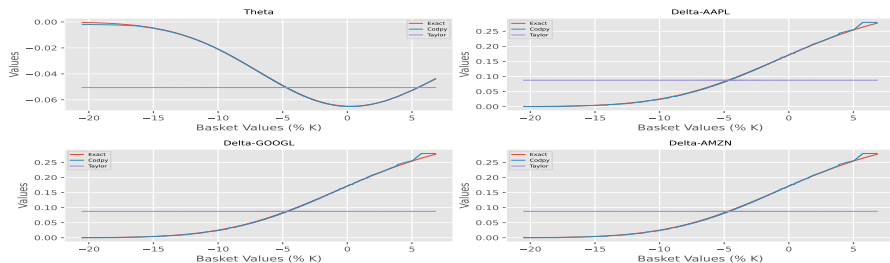 Theta
Values
0.00
−0.02
−0.04
−0.06
Exact
Codpy
Taylor
−20
−15
−10
−5
0
5
Basket Values (% K)
Delta-AAPL
Values
0.25
0.20
0.15
0.10
0.05
0.00
Exact
Codpy
Taylor
−20
−15
−10
−5
0
5
Basket Values (% K)
Delta-GOOGL
Values
0.25
0.20
0.15
0.10
0.05
0.00
Exact
Codpy
Taylor
−20
−15
−10
−5
0
5
Basket Values (% K)
Delta-AMZN
Values
0.25
0.20
0.15
0.10
0.05
0.00
Exact
Codpy
Taylor
−20
−15
−10
−5
0
5
Basket Values (% K)